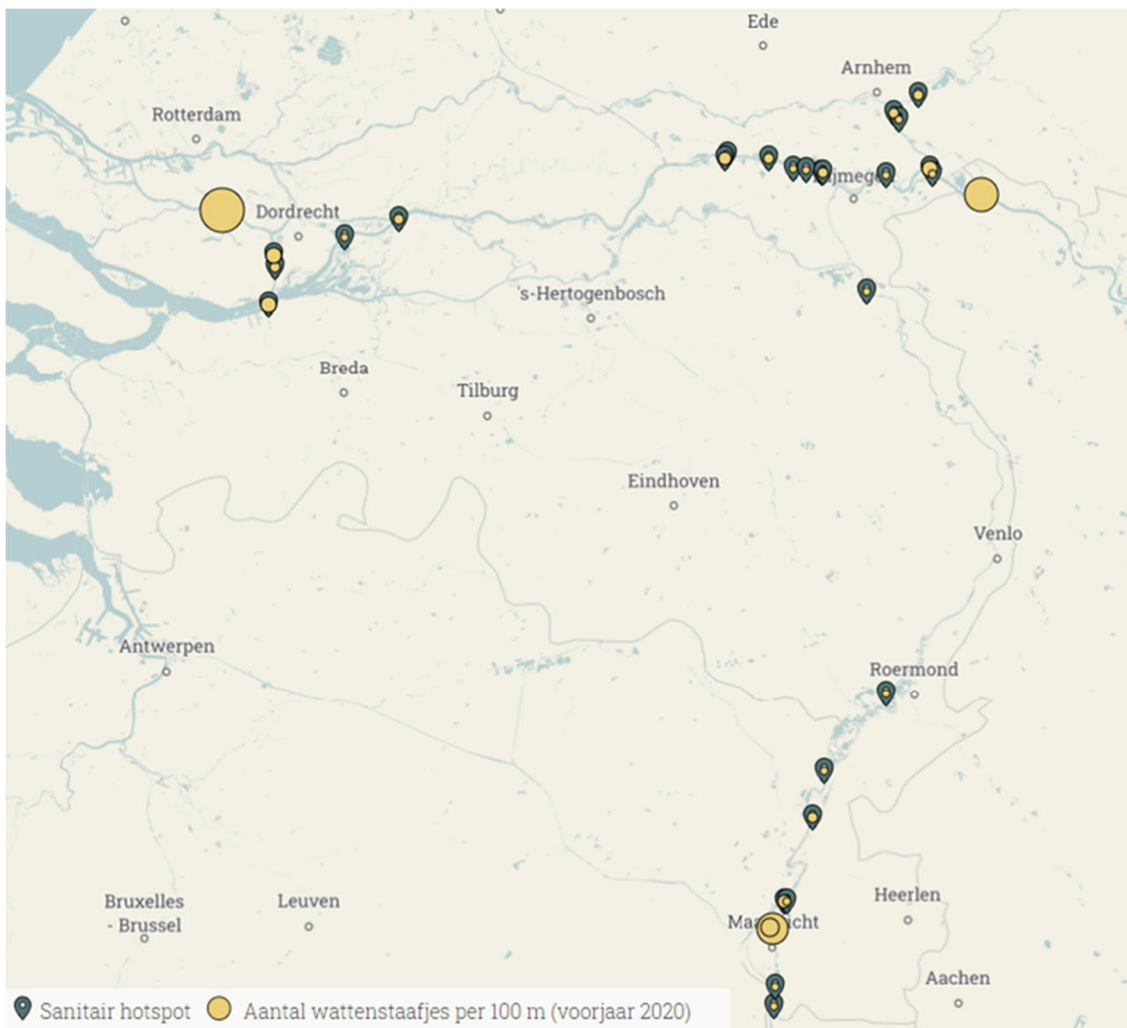 Ede
Arnhem
Rotterdam
Dordrecht
's-Hertogenbosch
Breda
Tilburg
Eindhoven
Venlo
Antwerpen
Roermond
Bruxelles
- Brussel
Leuven
Heerlen
Aachen
Sanitair hotspot
Aantal wattenstaafjes per 100 m (voorjaar 2020)